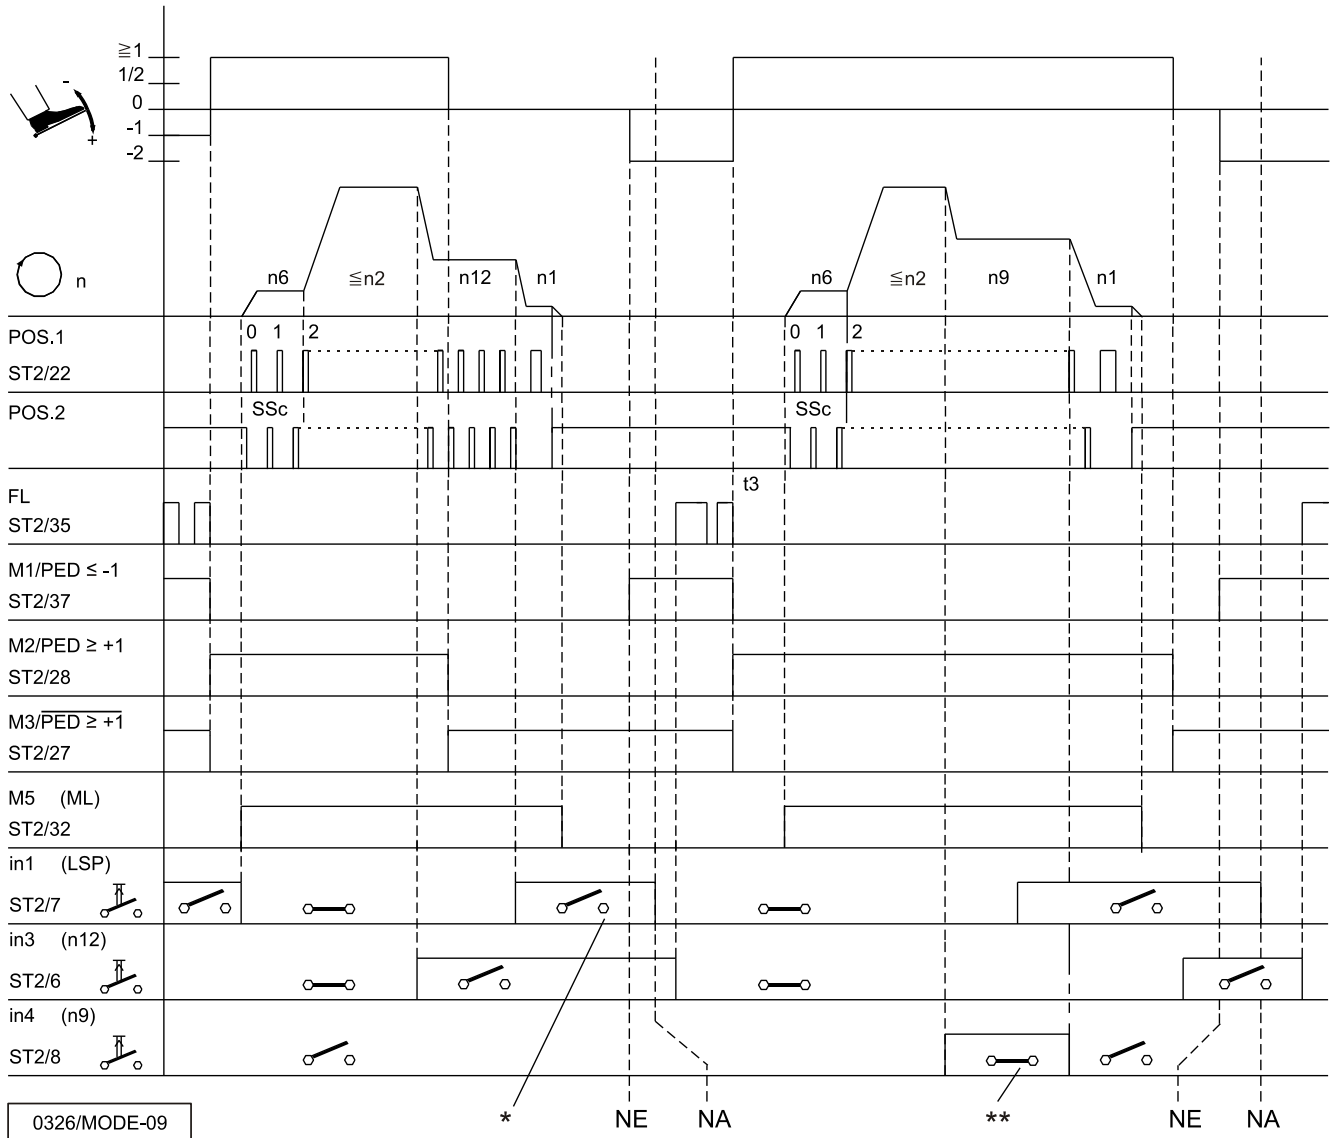 ≧1
1/2
0
-1
-2
-
+
n
n6
≦n2
n12
n1
n6
≦n2
n9
n1
POS.1
ST2/22
0 1 2
0 1 2
POS.2
SSc
SSc
FL
ST2/35
t3
M1/PED ≤ -1
ST2/37
M2/PED ≥ +1
ST2/28
M3/P̅E̅D̅ ̅≥̅ ̅+̅1̅
ST2/27
M5 (ML)
ST2/32
in1 (LSP)
ST2/7
in3 (n12)
ST2/6
in4 (n9)
ST2/8
0326/MODE-09
* NE NA ** NE NA